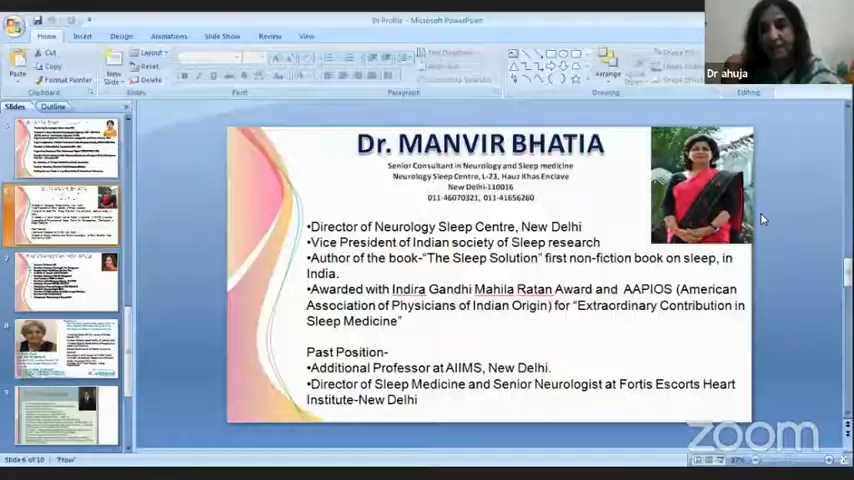 Dr Profile - Microsoft PowerPoint
Home Insert Design Animations Slide Show Review View
Cut
Copy
Format Painter
Paste
Clipboard
New
Layout
Reset
Delete
Slides
Font
Paragraph
Arrange
Drawing
Editing
Dr ahuja
Slides Outline
6
7
8
9
Dr. MANVIR BHATIA
Senior Consultant in Neurology and Sleep medicine
Neurology Sleep Centre, L-23, Hauz Khas Enclave
New Delhi-110016
011-46070321, 011-41656260
•Director of Neurology Sleep Centre, New Delhi
•Vice President of Indian society of Sleep research
•Author of the book-“The Sleep Solution” first non-fiction book on sleep, in
India.
•Awarded with Indira Gandhi Mahila Ratan Award and AAPIOS (American
Association of Physicians of Indian Origin) for “Extraordinary Contribution in
Sleep Medicine”
Past Position-
•Additional Professor at AIIMS, New Delhi.
•Director of Sleep Medicine and Senior Neurologist at Fortis Escorts Heart
Institute-New Delhi
zoom
Slide 6 of 10 "Flow"